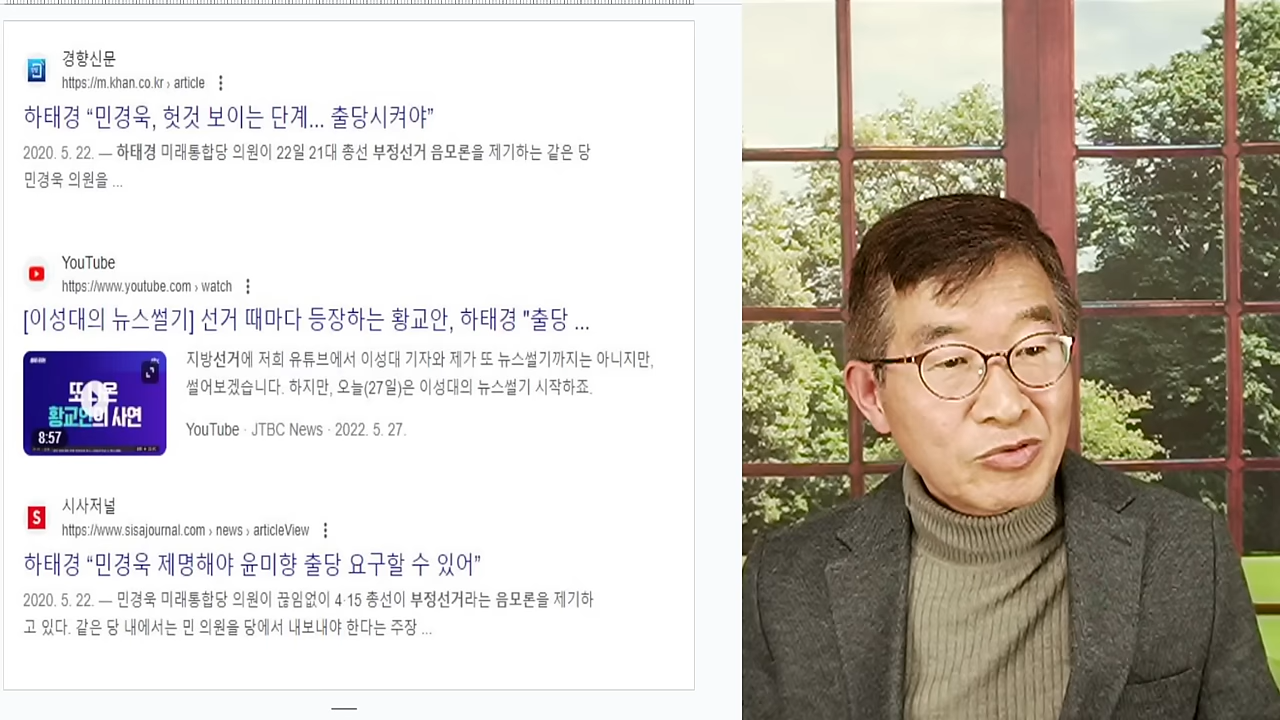 경향신문
https://m.khan.co.kr › article
하태경 “민경욱, 헛것 보이는 단계... 출당시켜야”
2020. 5. 22. — 하태경 미래통합당 의원이 22일 21대 총선 부정선거 음모론을 제기하는 같은 당
민경욱 의원을 ...
YouTube
https://www.youtube.com › watch
[이성대의 뉴스썰기] 선거 때마다 등장하는 황교안, 하태경 "출당 ...
지방선거에 저희 유튜브에서 이성대 기자와 제가 또 뉴스썰기까지는 아니지만,
썰어보겠습니다. 하지만, 오늘(27일)은 이성대의 뉴스썰기 시작하죠.
황교안의 사연
8:57
YouTube · JTBC News · 2022. 5. 27.
시사저널
https://www.sisajournal.com › news › articleView
하태경 “민경욱 제명해야 윤미향 출당 요구할 수 있어”
2020. 5. 22. — 민경욱 미래통합당 의원이 끊임없이 4·15 총선이 부정선거라는 음모론을 제기하
고 있다. 같은 당 내에서는 민 의원을 당에서 내보내야 한다는 주장 ...